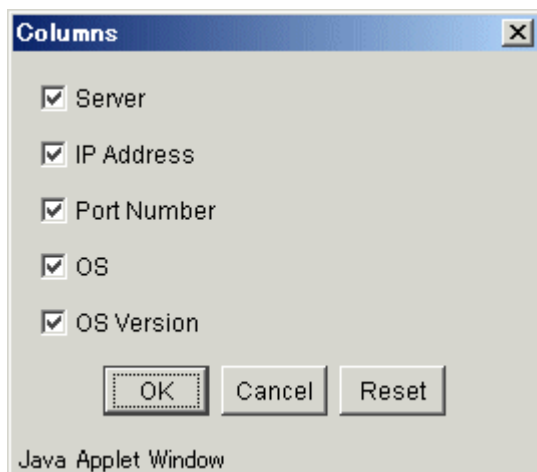 Columns
Server
IP Address
Port Number
OS
OS Version
OK Cancel Reset
Java Applet Window